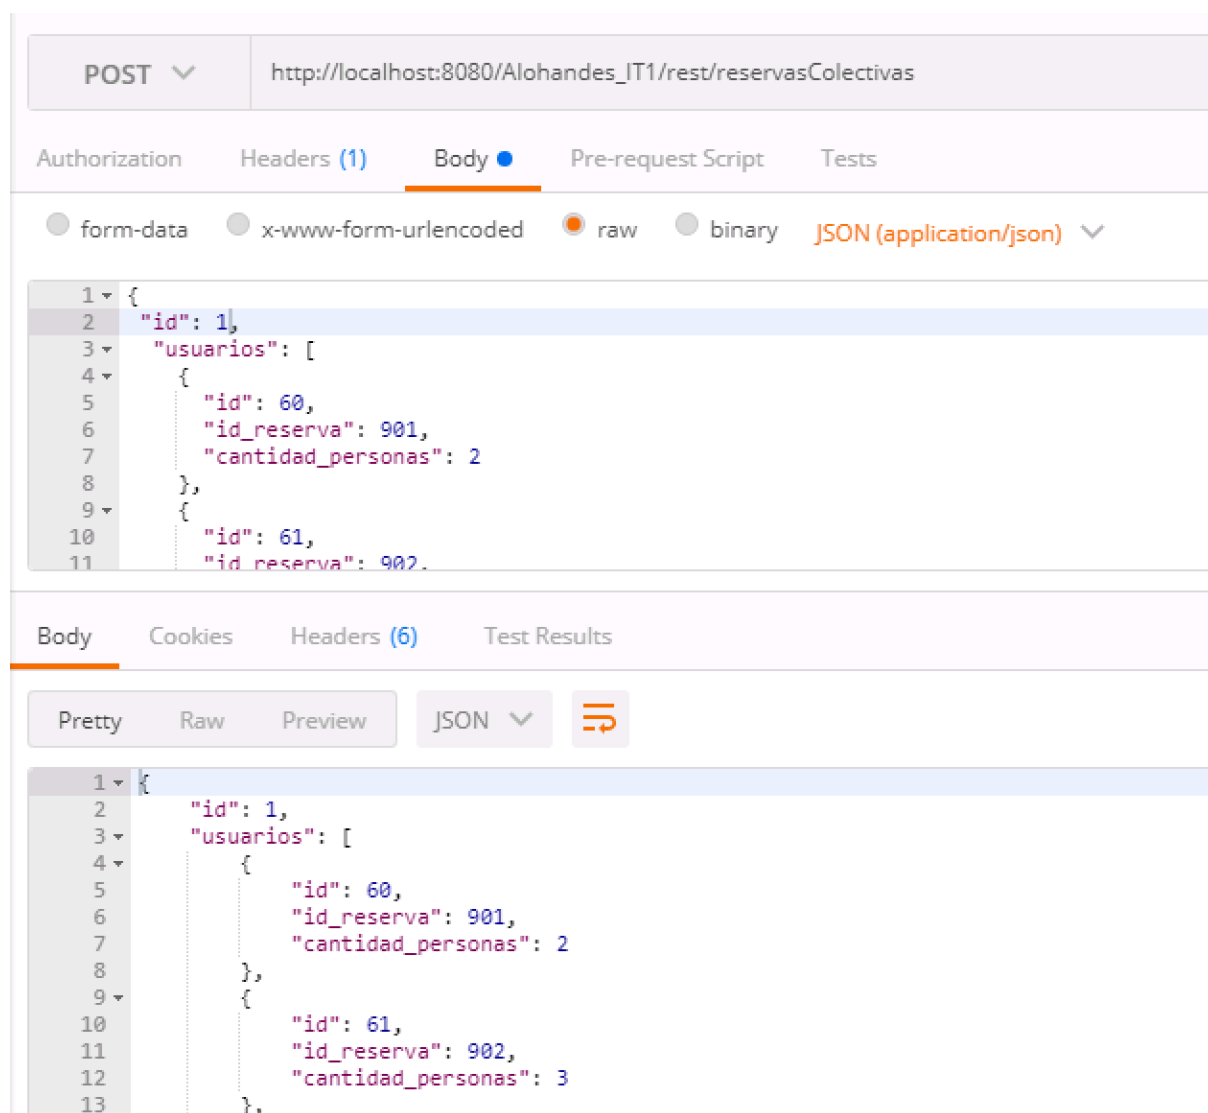 POST http://localhost:8080/Alohandes_IT1/rest/reservasColectivas
Authorization Headers (1) Body Pre-request Script Tests
form-data x-www-form-urlencoded raw binary JSON (application/json)
1 {
2 "id": 1,
3 "usuarios": [
4 {
5 "id": 60,
6 "id_reserva": 901,
7 "cantidad_personas": 2
8 },
9 {
10 "id": 61,
11 "id_reserva": 902,
Body Cookies Headers (6) Test Results
Pretty Raw Preview JSON
1 {
2 "id": 1,
3 "usuarios": [
4 {
5 "id": 60,
6 "id_reserva": 901,
7 "cantidad_personas": 2
8 },
9 {
10 "id": 61,
11 "id_reserva": 902,
12 "cantidad_personas": 3
13 },